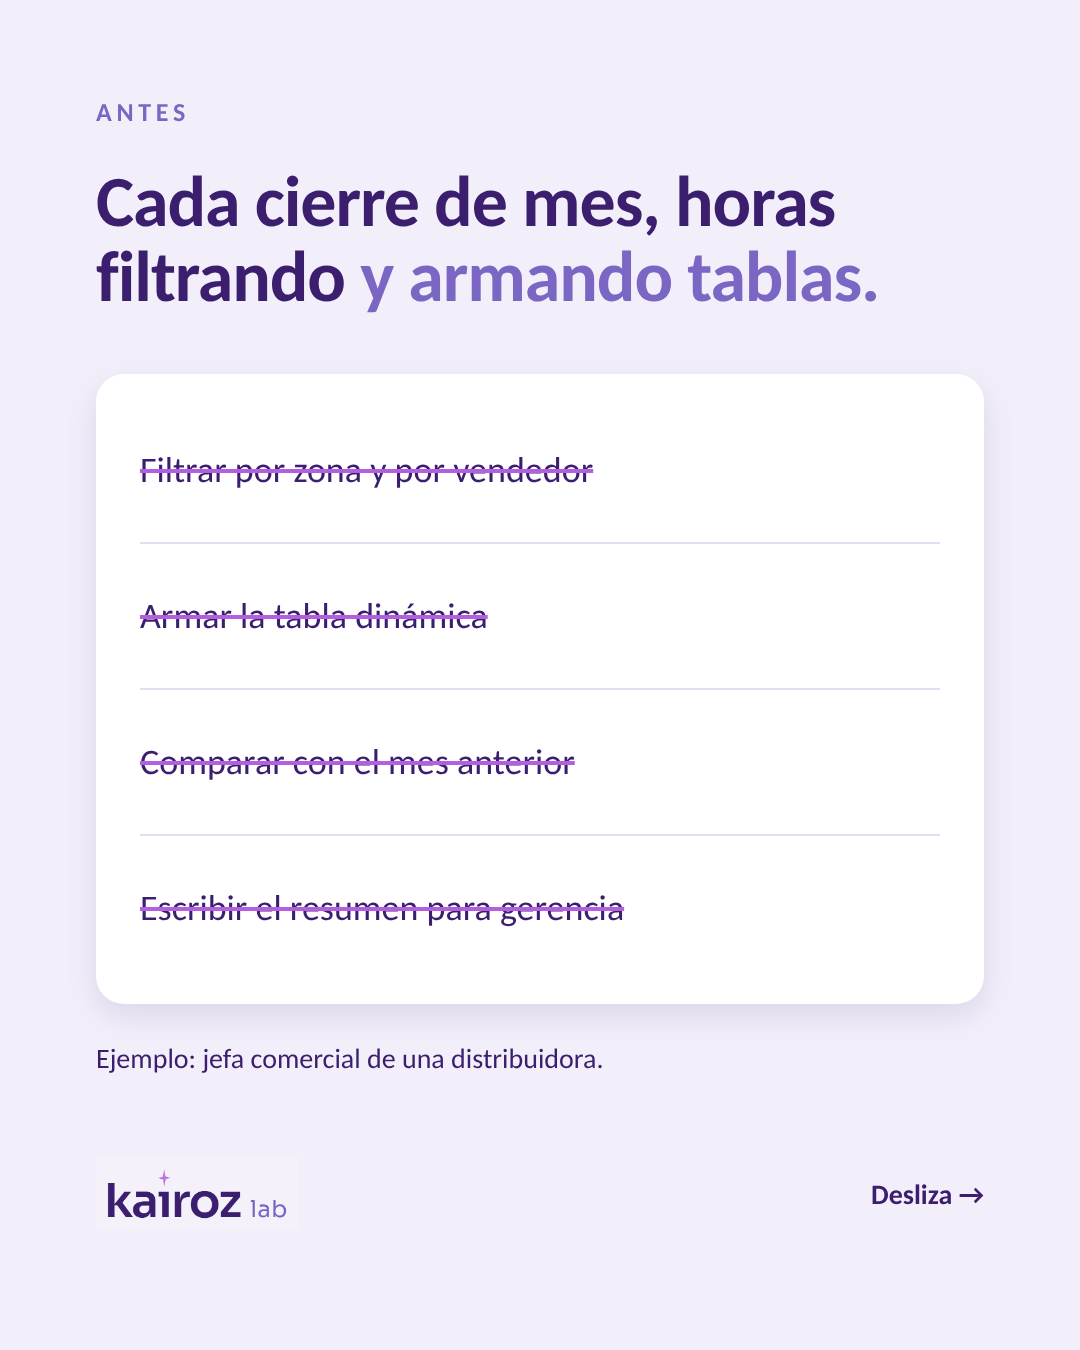 ANTES
Cada cierre de mes, horas
filtrando y armando tablas.
Filtrar por zona y por vendedor
Armar la tabla dinámica
Comparar con el mes anterior
Escribir el resumen para gerencia
Ejemplo: jefa comercial de una distribuidora.
kairoz lab
Desliza →